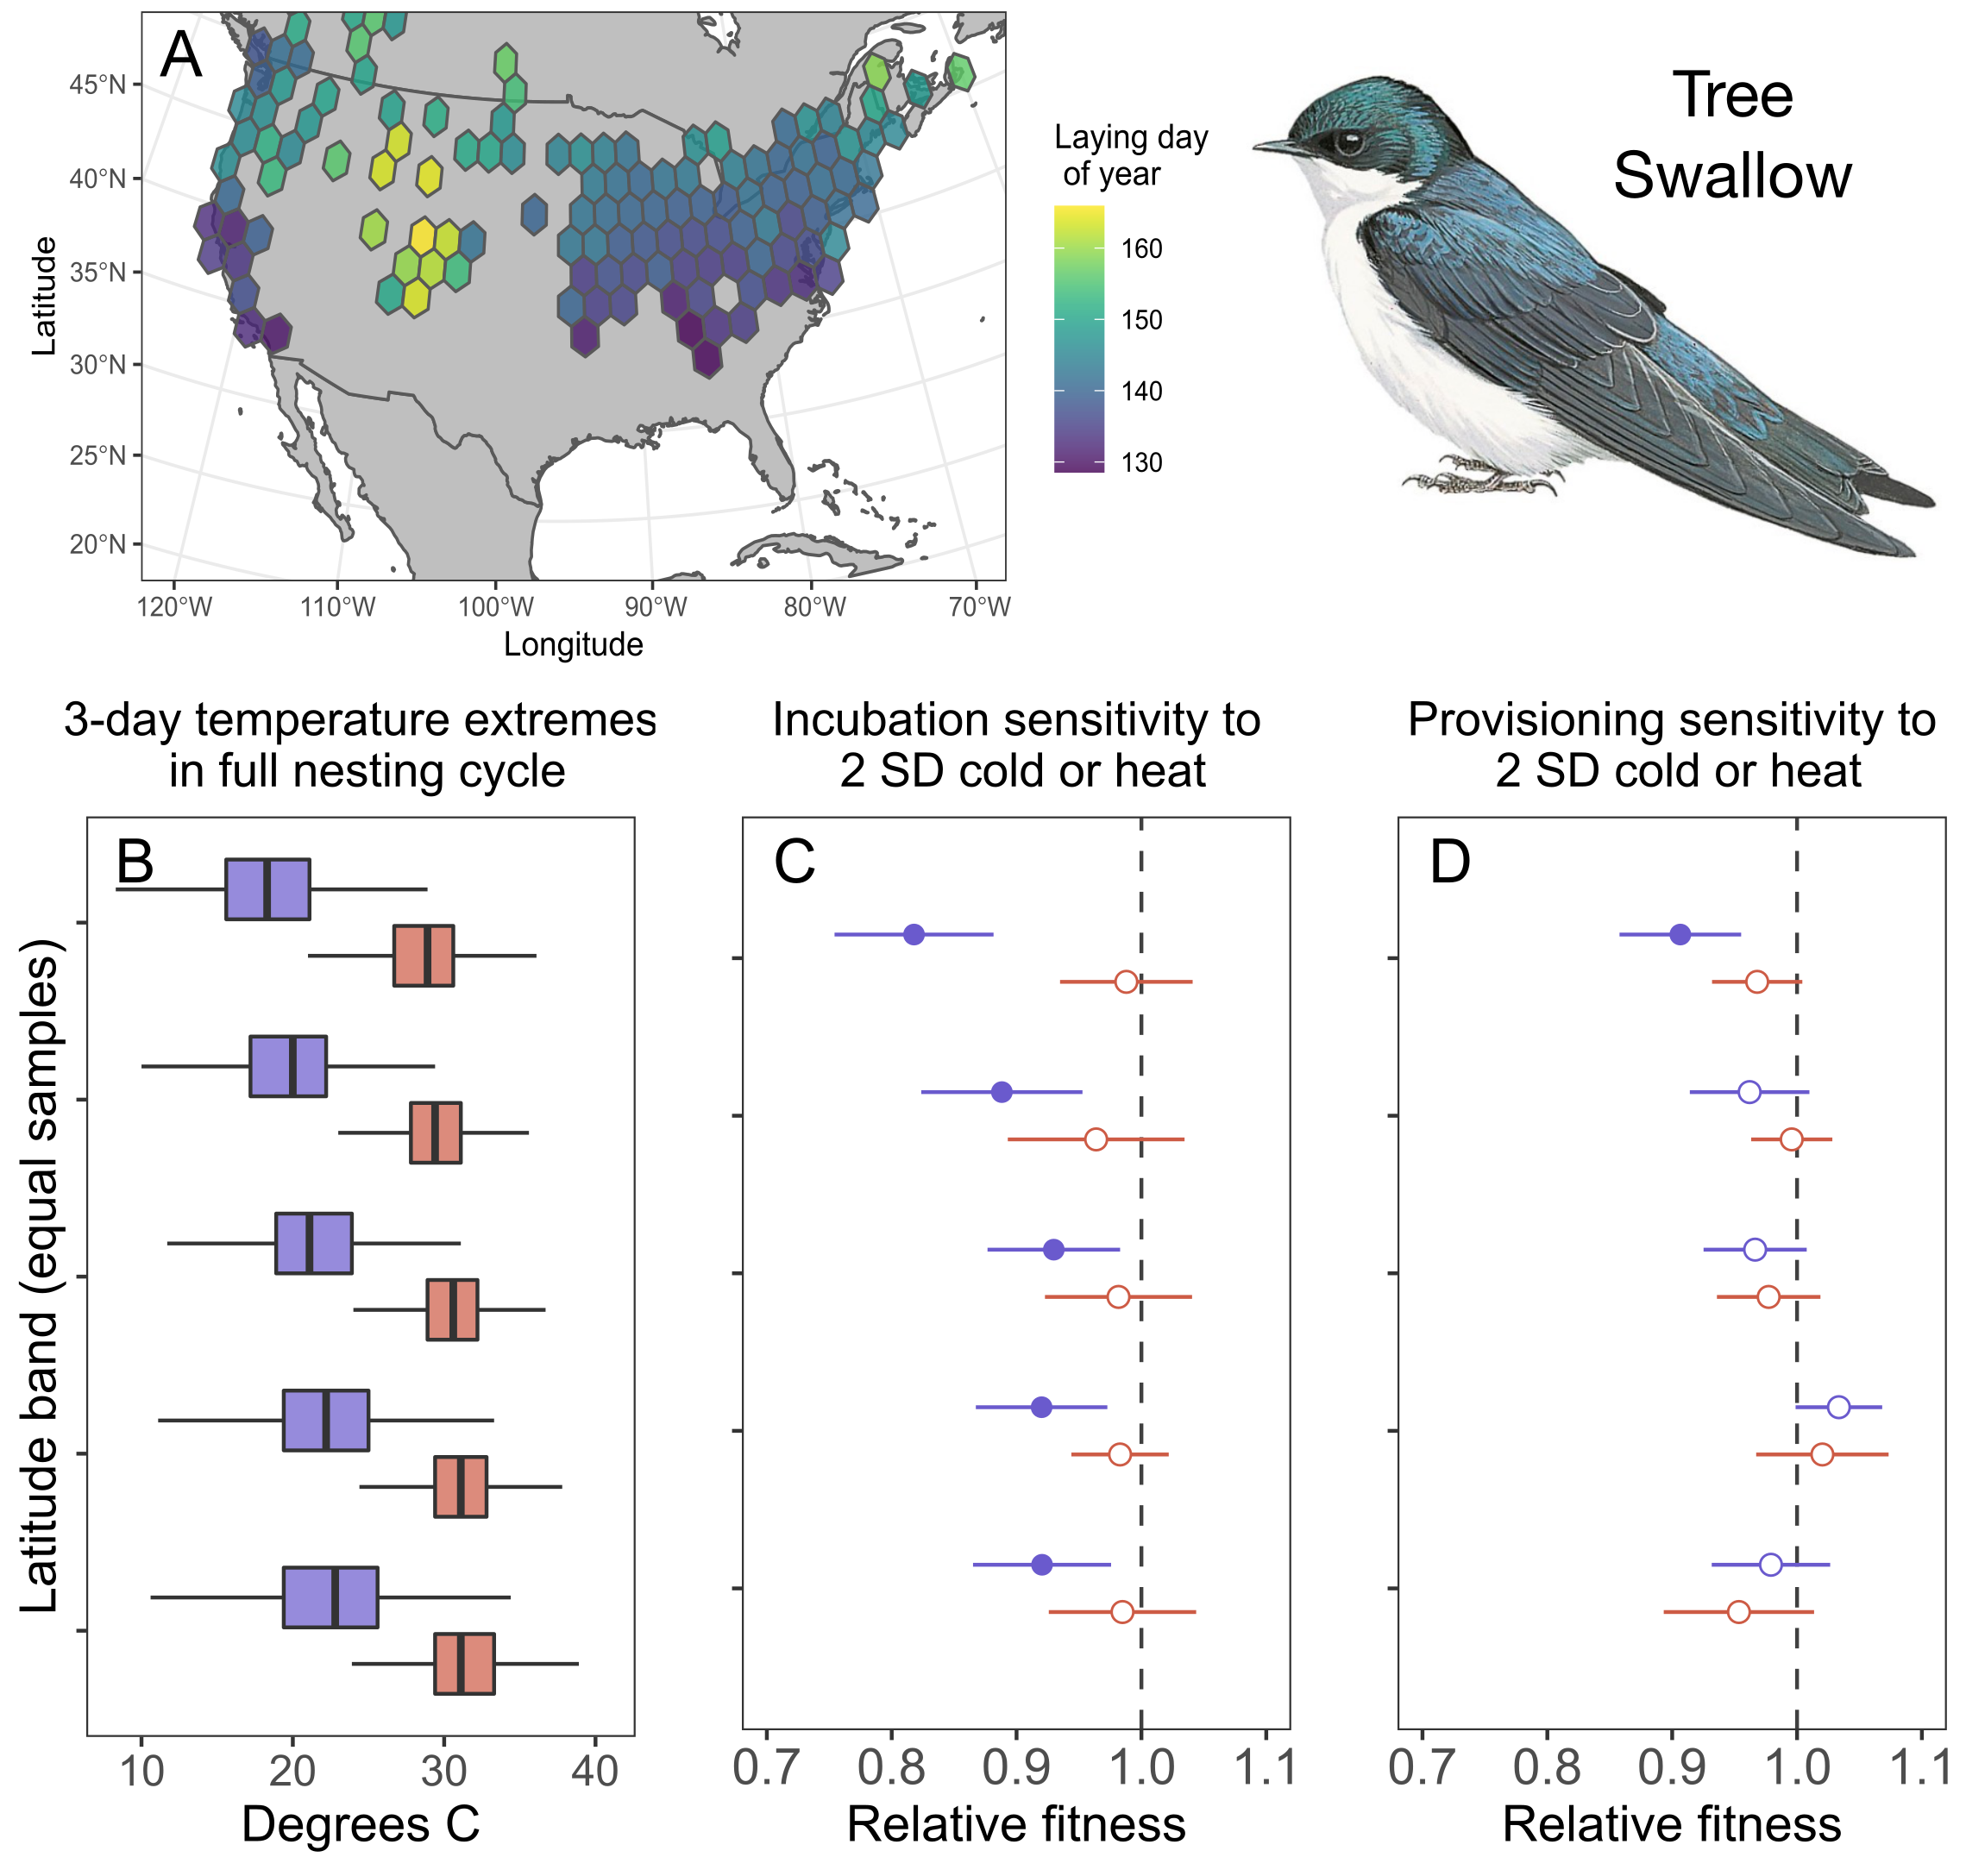 A
45°N
40°N
35°N
30°N
25°N
20°N
Latitude
120°W 110°W 100°W 90°W 80°W 70°W
Longitude
Laying day
of year
160
150
140
130
Tree
Swallow
3-day temperature extremes
in full nesting cycle
Incubation sensitivity to
2 SD cold or heat
Provisioning sensitivity to
2 SD cold or heat
B
C
D
Latitude band (equal samples)
10 20 30 40
Degrees C
0.7 0.8 0.9 1.0 1.1
Relative fitness
0.7 0.8 0.9 1.0 1.1
Relative fitness